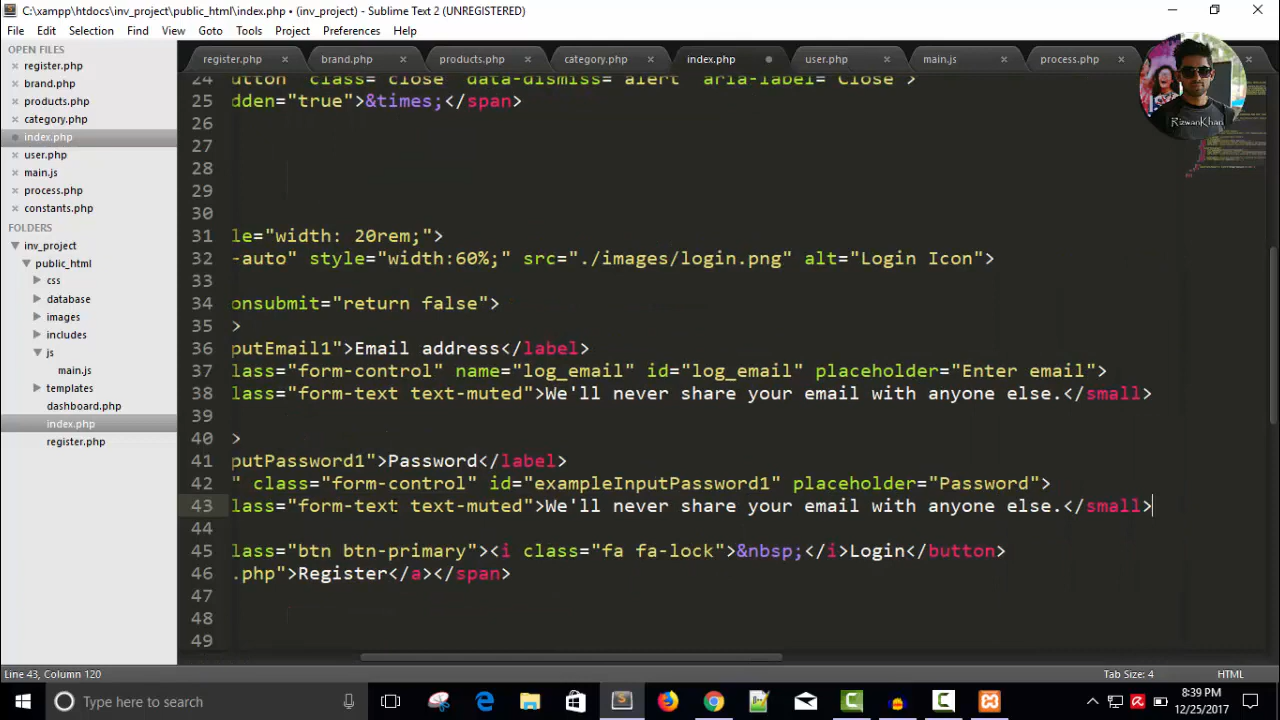 C:\xampp\htdocs\inv_project\public_html\index.php • (inv_project) - Sublime Text 2 (UNREGISTERED)
File Edit Selection Find View Goto Tools Project Preferences Help
OPEN FILES
register.php
brand.php
products.php
category.php
index.php
user.php
main.js
process.php
constants.php
FOLDERS
inv_project
public_html
css
database
images
includes
js
main.js
templates
dashboard.php
index.php
register.php
register.php brand.php products.php category.php index.php user.php main.js process.php
RizwanKhan
24 utton" class="close" data-dismiss="alert" aria-label="Close">
25 dden="true">&times;</span>
26
27
28
29
30
31 le="width: 20rem;">
32 -auto" style="width:60%;" src="./images/login.png" alt="Login Icon">
33
34 onsubmit="return false">
35 >
36 putEmail1">Email address</label>
37 lass="form-control" name="log_email" id="log_email" placeholder="Enter email">
38 lass="form-text text-muted">We'll never share your email with anyone else.</small>
39
40 >
41 putPassword1">Password</label>
42 " class="form-control" id="exampleInputPassword1" placeholder="Password">
43 lass="form-text text-muted">We'll never share your email with anyone else.</small>
44
45 lass="btn btn-primary"><i class="fa fa-lock">&nbsp;</i>Login</button>
46 .php">Register</a></span>
47
48
49
Line 43, Column 120 Tab Size: 4 HTML
Type here to search
8:39 PM
12/25/2017